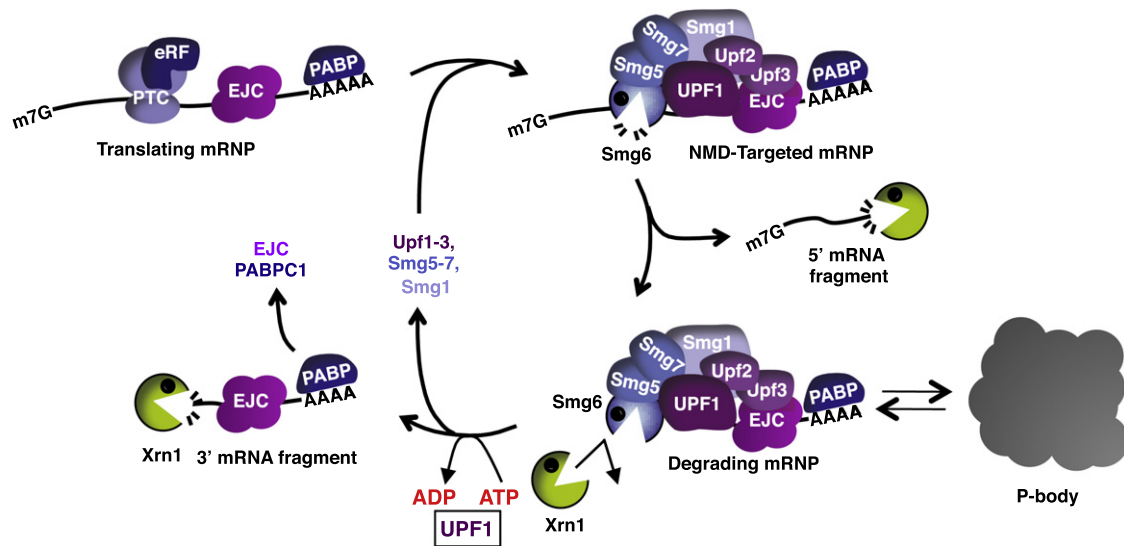 eRF
PTC
EJC
PABP
AAAAA
m7G
Translating mRNP
Smg1
Smg7
Smg5
Upf2
Upf3
UPF1
EJC
PABP
AAAAA
m7G
Smg6
NMD-Targeted mRNP
m7G
5’ mRNA
fragment
Upf1-3,
Smg5-7,
Smg1
EJC
PABPC1
PABP
AAAA
EJC
Xrn1
3’ mRNA fragment
ADP
ATP
UPF1
Smg1
Smg7
Smg5
Upf2
Upf3
UPF1
EJC
PABP
AAAA
Smg6
Degrading mRNP
Xrn1
P-body